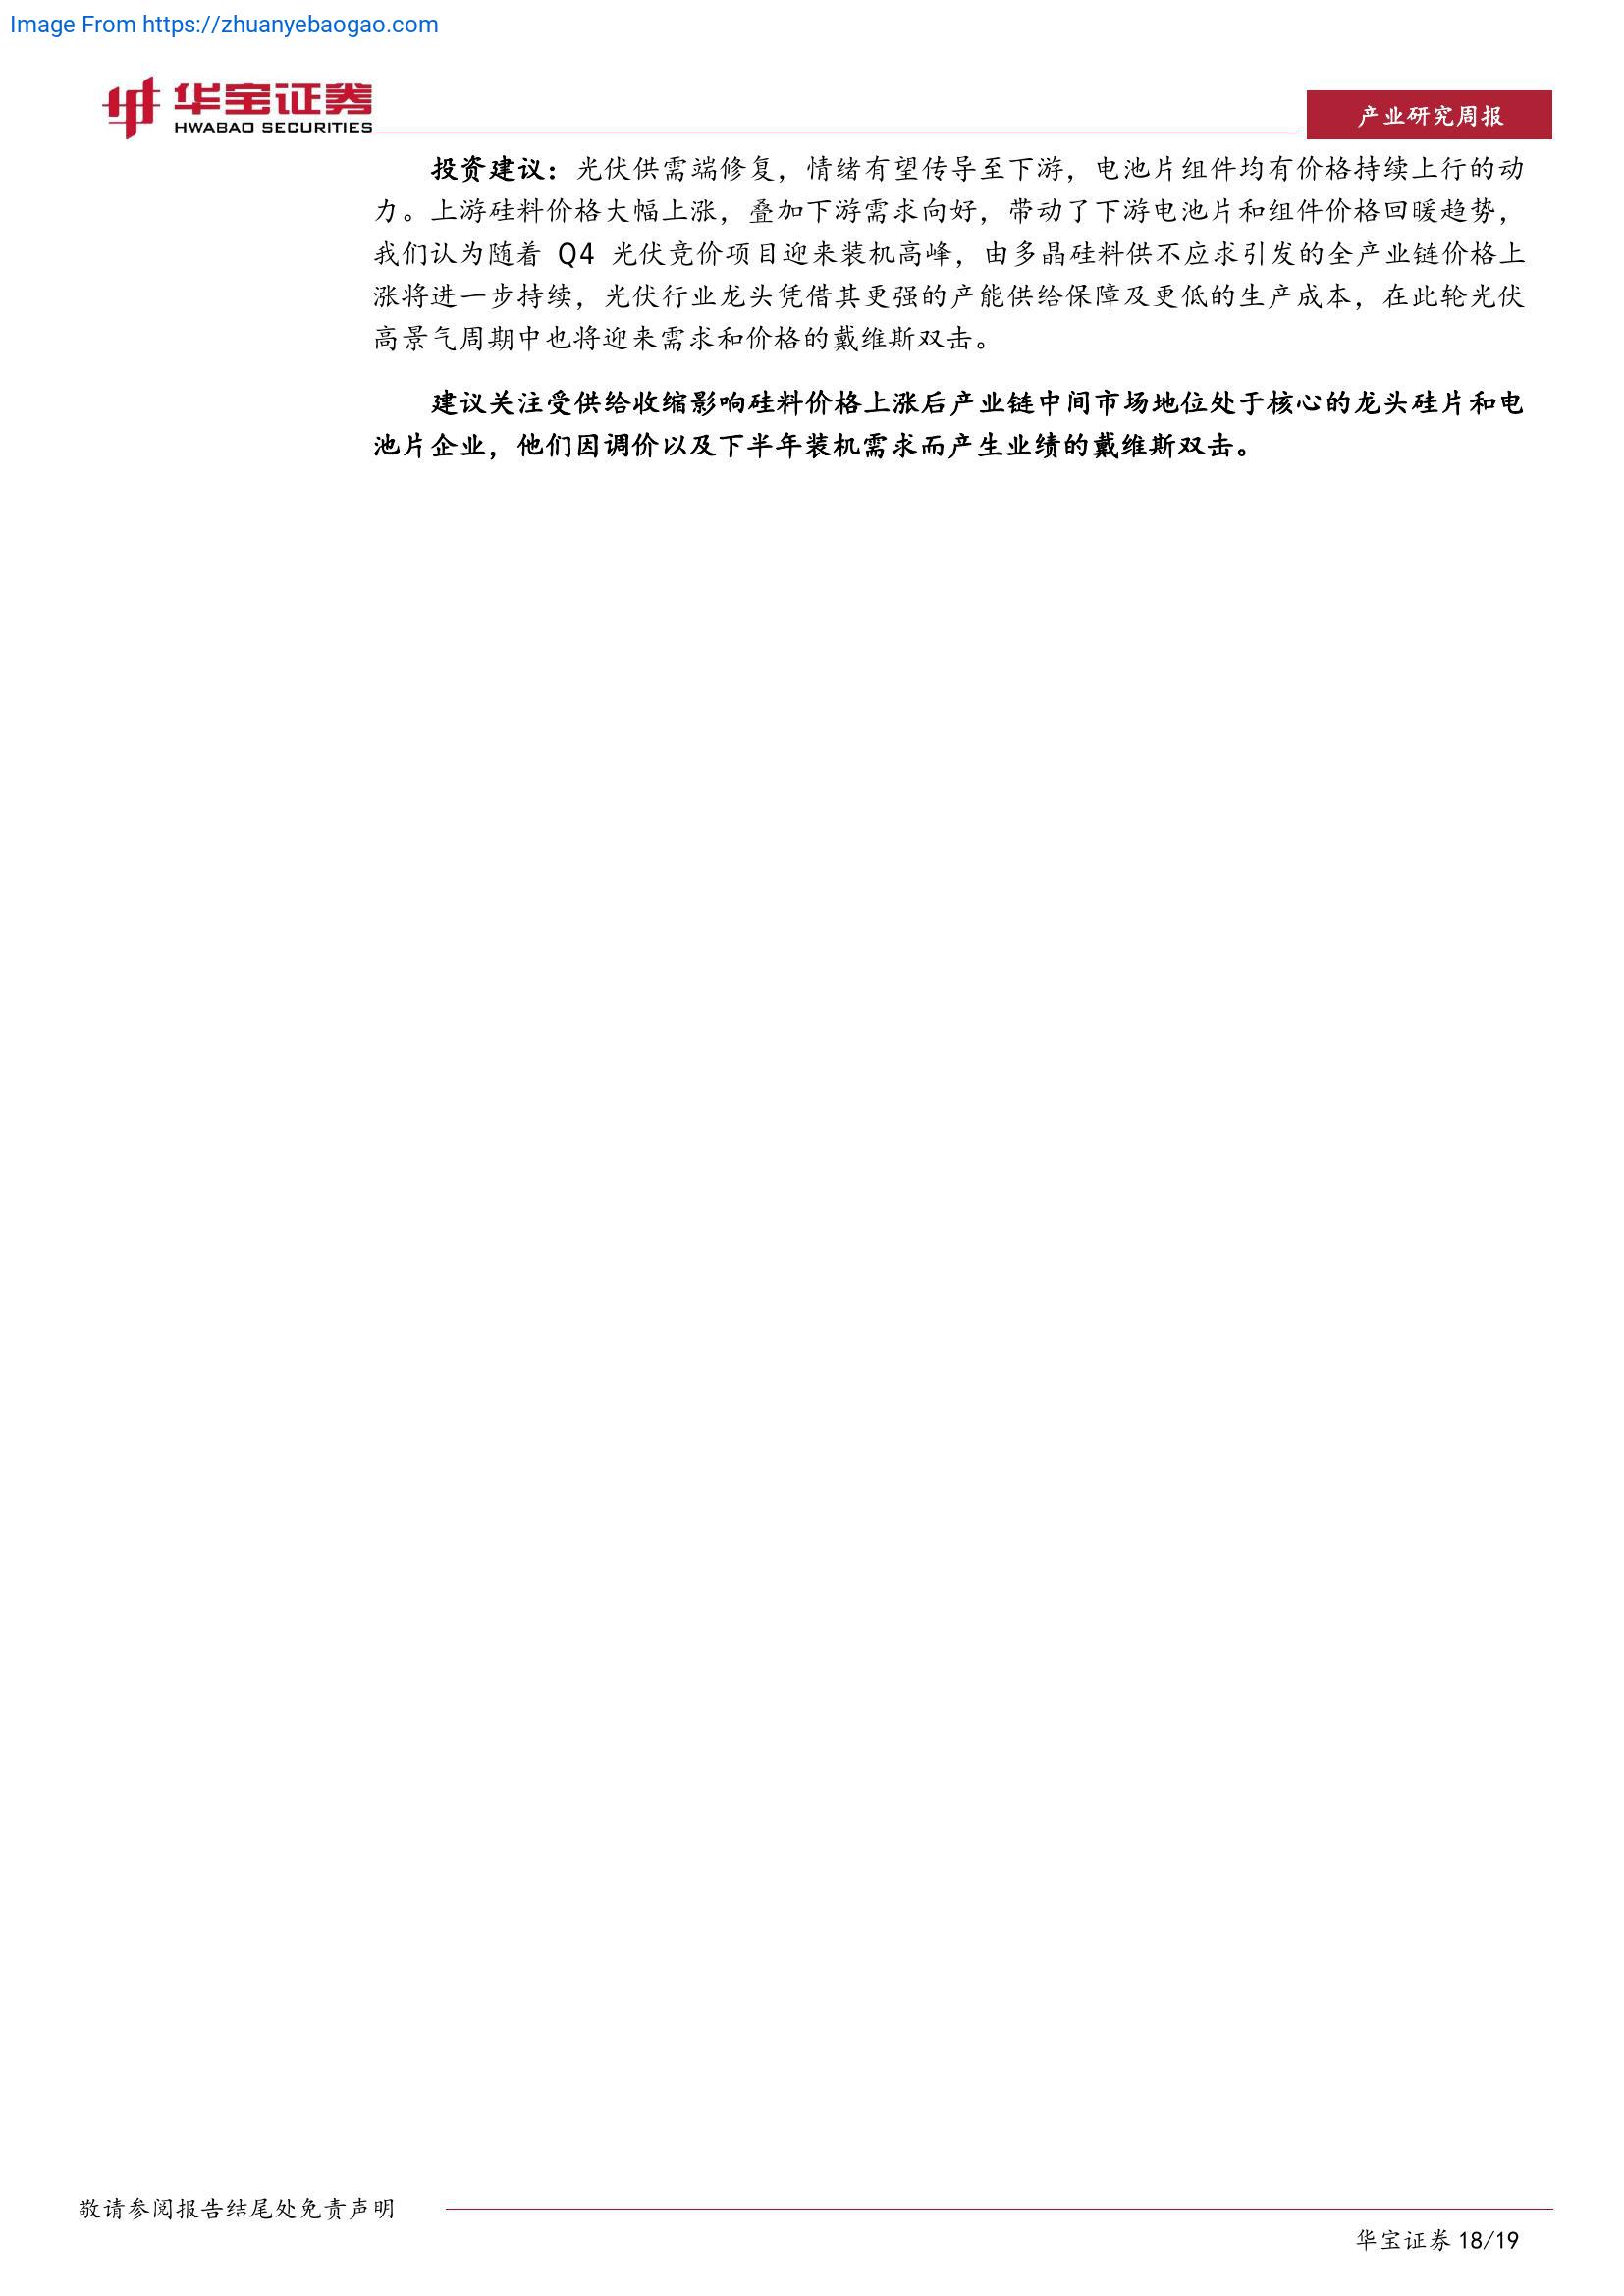 Image From https://zhuanyebaogao.com
华宝证券
HWABAO SECURITIES
产业研究周报
投资建议：光伏供需端修复，情绪有望传导至下游，电池片组件均有价格持续上行的动
力。上游硅料价格大幅上涨，叠加下游需求向好，带动了下游电池片和组件价格回暖趋势，
我们认为随着 Q4 光伏竞价项目迎来装机高峰，由多晶硅料供不应求引发的全产业链价格上
涨将进一步持续，光伏行业龙头凭借其更强的产能供给保障及更低的生产成本，在此轮光伏
高景气周期中也将迎来需求和价格的戴维斯双击。
建议关注受供给收缩影响硅料价格上涨后产业链中间市场地位处于核心的龙头硅片和电
池片企业，他们因调价以及下半年装机需求而产生业绩的戴维斯双击。
敬请参阅报告结尾处免责声明
华宝证券 18/19